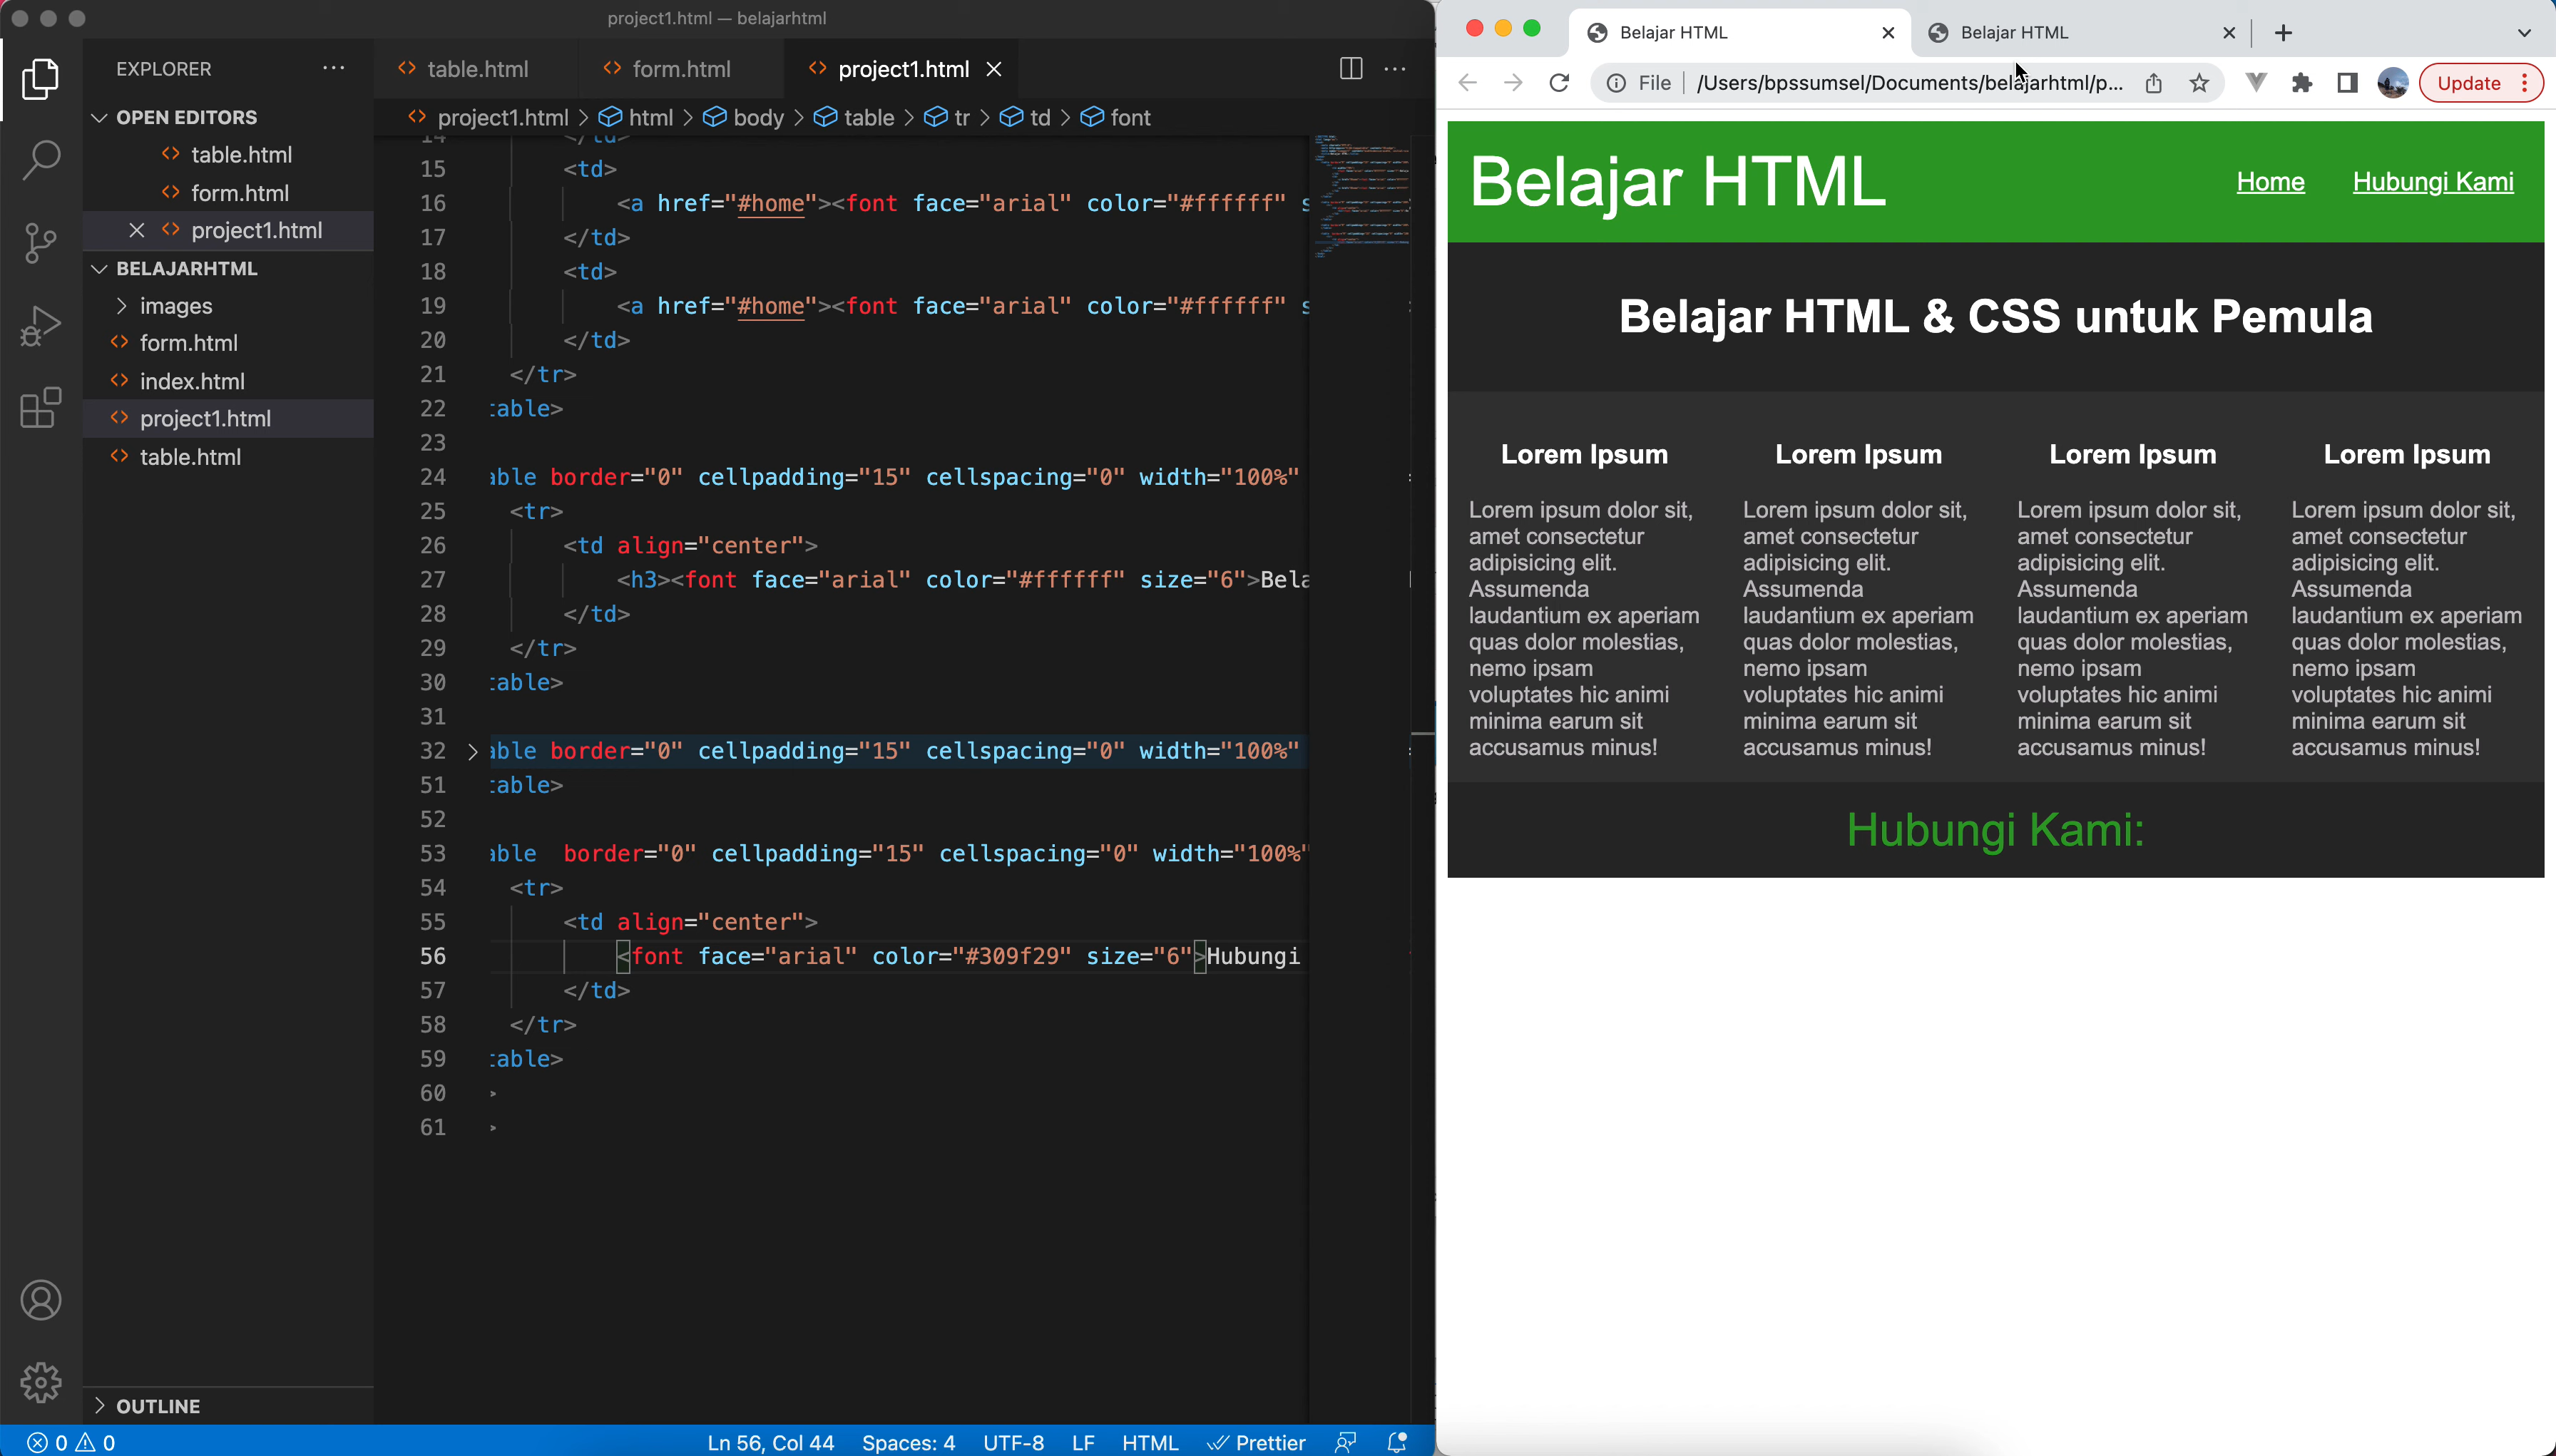 project1.html — belajarhtml
EXPLORER
OPEN EDITORS
table.html
form.html
project1.html
BELAJARHTML
images
form.html
index.html
project1.html
table.html
OUTLINE
table.html
form.html
project1.html
project1.html > html > body > table > tr > td > font
14 </td>
15 <td>
16 <a href="#home"><font face="arial" color="#ffffff" s
17 </td>
18 <td>
19 <a href="#home"><font face="arial" color="#ffffff" s
20 </td>
21 </tr>
22 table>
23
24 able border="0" cellpadding="15" cellspacing="0" width="100%"
25 <tr>
26 <td align="center">
27 <h3><font face="arial" color="#ffffff" size="6">Bela
28 </td>
29 </tr>
30 table>
31
32 able border="0" cellpadding="15" cellspacing="0" width="100%"
51 table>
52
53 able  border="0" cellpadding="15" cellspacing="0" width="100%"
54 <tr>
55 <td align="center">
56 <font face="arial" color="#309f29" size="6">Hubungi
57 </td>
58 </tr>
59 table>
60 >
61 >
0 0
Ln 56, Col 44
Spaces: 4
UTF-8
LF
HTML
Prettier
Belajar HTML
Belajar HTML
File
/Users/bpssumsel/Documents/belajarhtml/p...
Update
Belajar HTML
Home
Hubungi Kami
Belajar HTML & CSS untuk Pemula
Lorem Ipsum
Lorem ipsum dolor sit,
amet consectetur
adipisicing elit.
Assumenda
laudantium ex aperiam
quas dolor molestias,
nemo ipsam
voluptates hic animi
minima earum sit
accusamus minus!
Lorem Ipsum
Lorem ipsum dolor sit,
amet consectetur
adipisicing elit.
Assumenda
laudantium ex aperiam
quas dolor molestias,
nemo ipsam
voluptates hic animi
minima earum sit
accusamus minus!
Lorem Ipsum
Lorem ipsum dolor sit,
amet consectetur
adipisicing elit.
Assumenda
laudantium ex aperiam
quas dolor molestias,
nemo ipsam
voluptates hic animi
minima earum sit
accusamus minus!
Lorem Ipsum
Lorem ipsum dolor sit,
amet consectetur
adipisicing elit.
Assumenda
laudantium ex aperiam
quas dolor molestias,
nemo ipsam
voluptates hic animi
minima earum sit
accusamus minus!
Hubungi Kami: